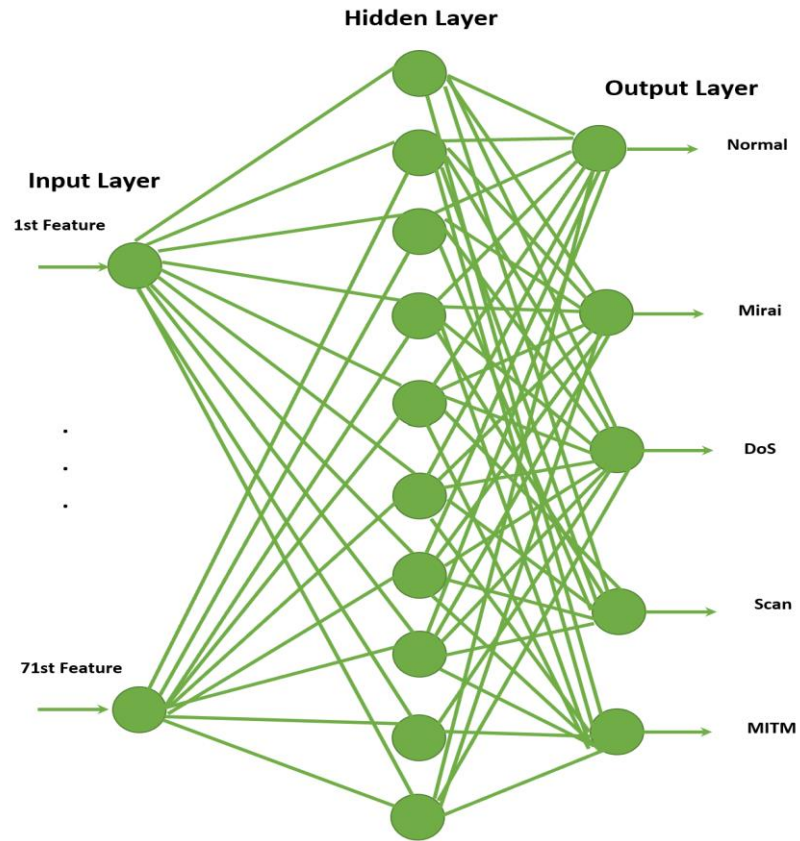 Hidden Layer
Output Layer
Normal
Input Layer
1st Feature
Mirai
DoS
Scan
71st Feature
MITM